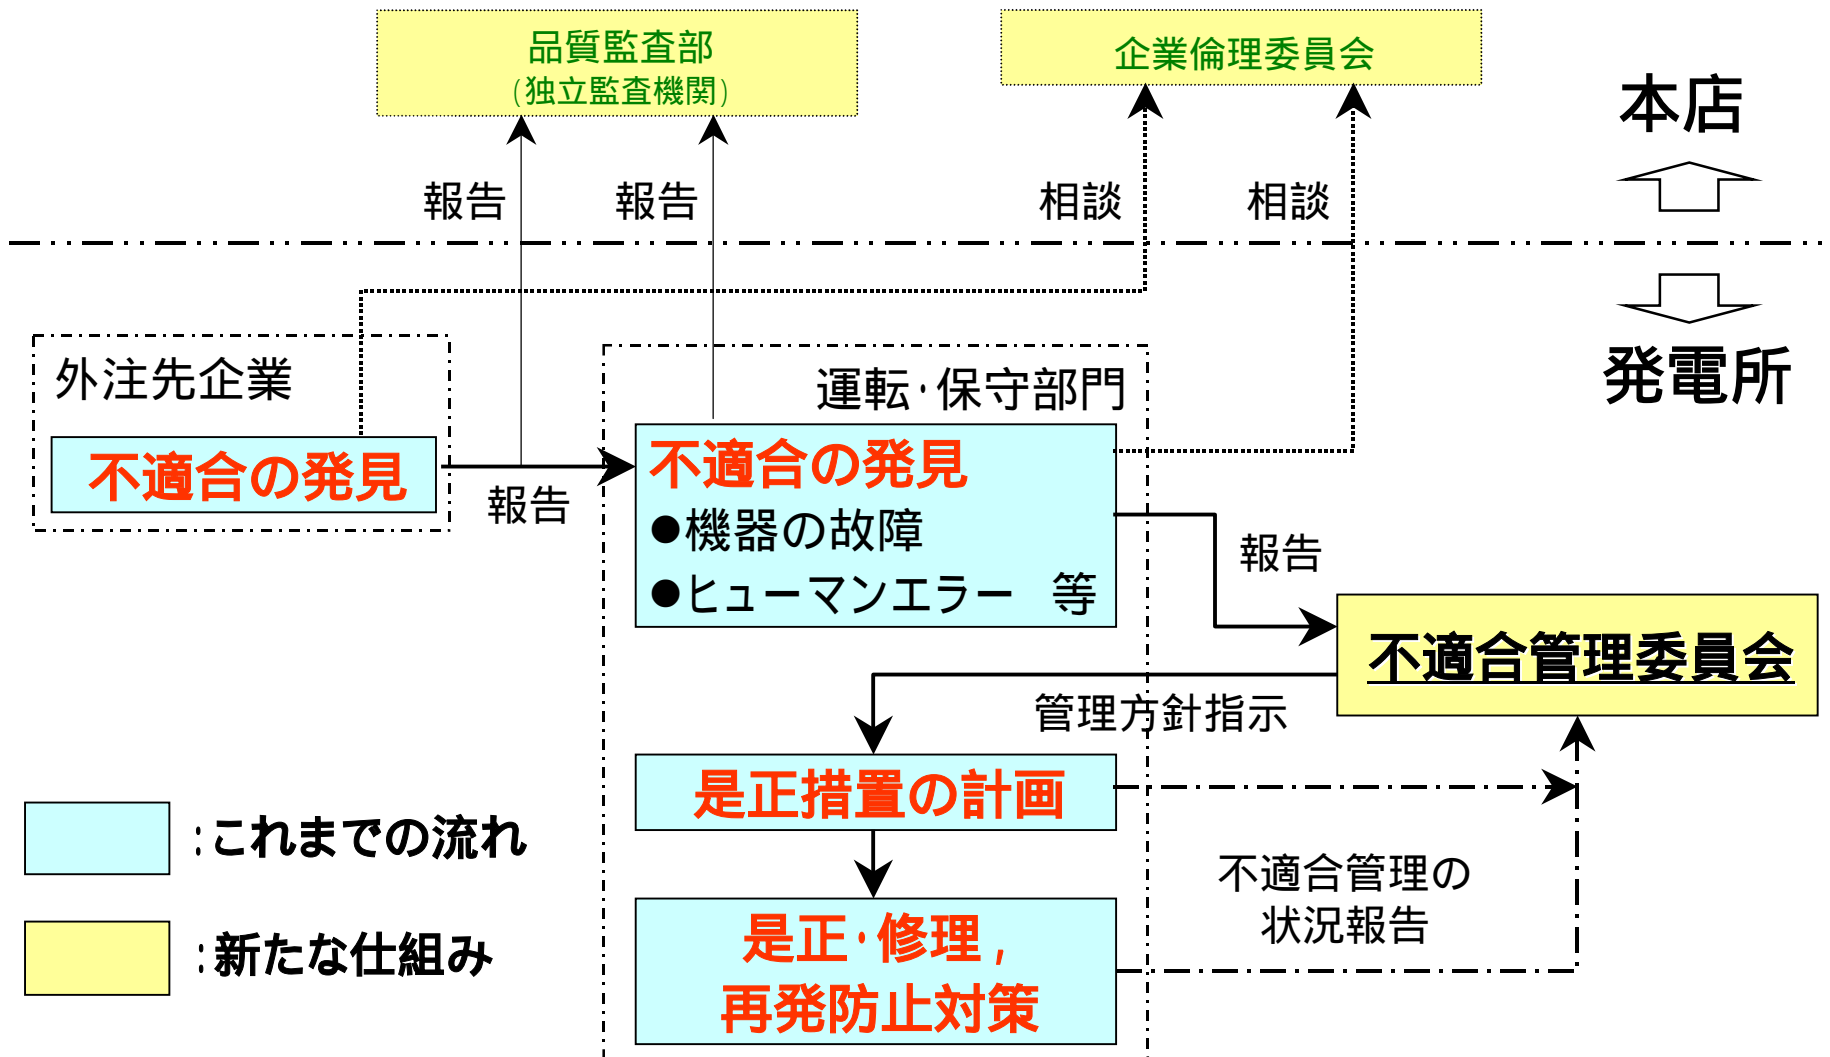 品質監査部
(独立監査機関)
企業倫理委員会
本店
報告
報告
相談
相談
発電所
外注先企業
運転・保守部門
不適合の発見
報告
不適合の発見
●機器の故障
●ヒューマンエラー 等
報告
不適合管理委員会
管理方針指示
是正措置の計画
:これまでの流れ
不適合管理の
状況報告
:新たな仕組み
是正・修理,
再発防止対策